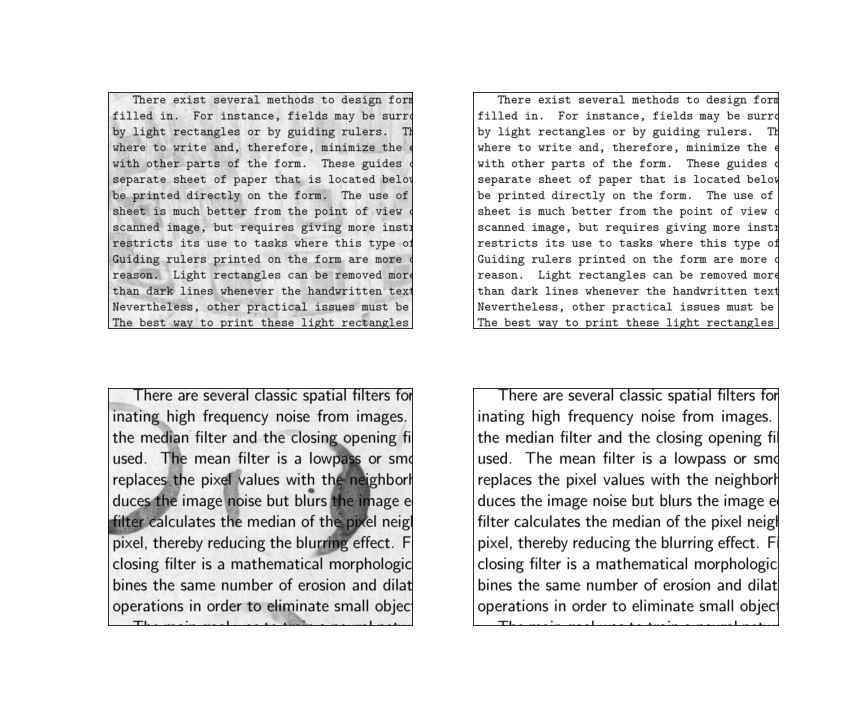 There exist several methods to design form
filled in. For instance, fields may be surro
by light rectangles or by guiding rulers. Th
where to write and, therefore, minimize the e
with other parts of the form. These guides
separate sheet of paper that is located below
be printed directly on the form. The use of
sheet is much better from the point of view
scanned image, but requires giving more instr
restricts its use to tasks where this type of
Guiding rulers printed on the form are more
reason. Light rectangles can be removed more
than dark lines whenever the handwritten text
Nevertheless, other practical issues must be
The best way to print these light rectangles
There exist several methods to design form
filled in. For instance, fields may be surro
by light rectangles or by guiding rulers. Th
where to write and, therefore, minimize the e
with other parts of the form. These guides
separate sheet of paper that is located below
be printed directly on the form. The use of
sheet is much better from the point of view
scanned image, but requires giving more instr
restricts its use to tasks where this type of
Guiding rulers printed on the form are more
reason. Light rectangles can be removed more
than dark lines whenever the handwritten text
Nevertheless, other practical issues must be
The best way to print these light rectangles
There are several classic spatial filters for
inating high frequency noise from images.
the median filter and the closing opening fil
used. The mean filter is a lowpass or smo
replaces the pixel values with the neighborh
duces the image noise but blurs the image e
filter calculates the median of the pixel neigh
pixel, thereby reducing the blurring effect. F
closing filter is a mathematical morphologic
bines the same number of erosion and dilat
operations in order to eliminate small object
There are several classic spatial filters for
inating high frequency noise from images.
the median filter and the closing opening fil
used. The mean filter is a lowpass or smo
replaces the pixel values with the neighborh
duces the image noise but blurs the image e
filter calculates the median of the pixel neigh
pixel, thereby reducing the blurring effect. Fi
closing filter is a mathematical morphologic
bines the same number of erosion and dilat
operations in order to eliminate small object